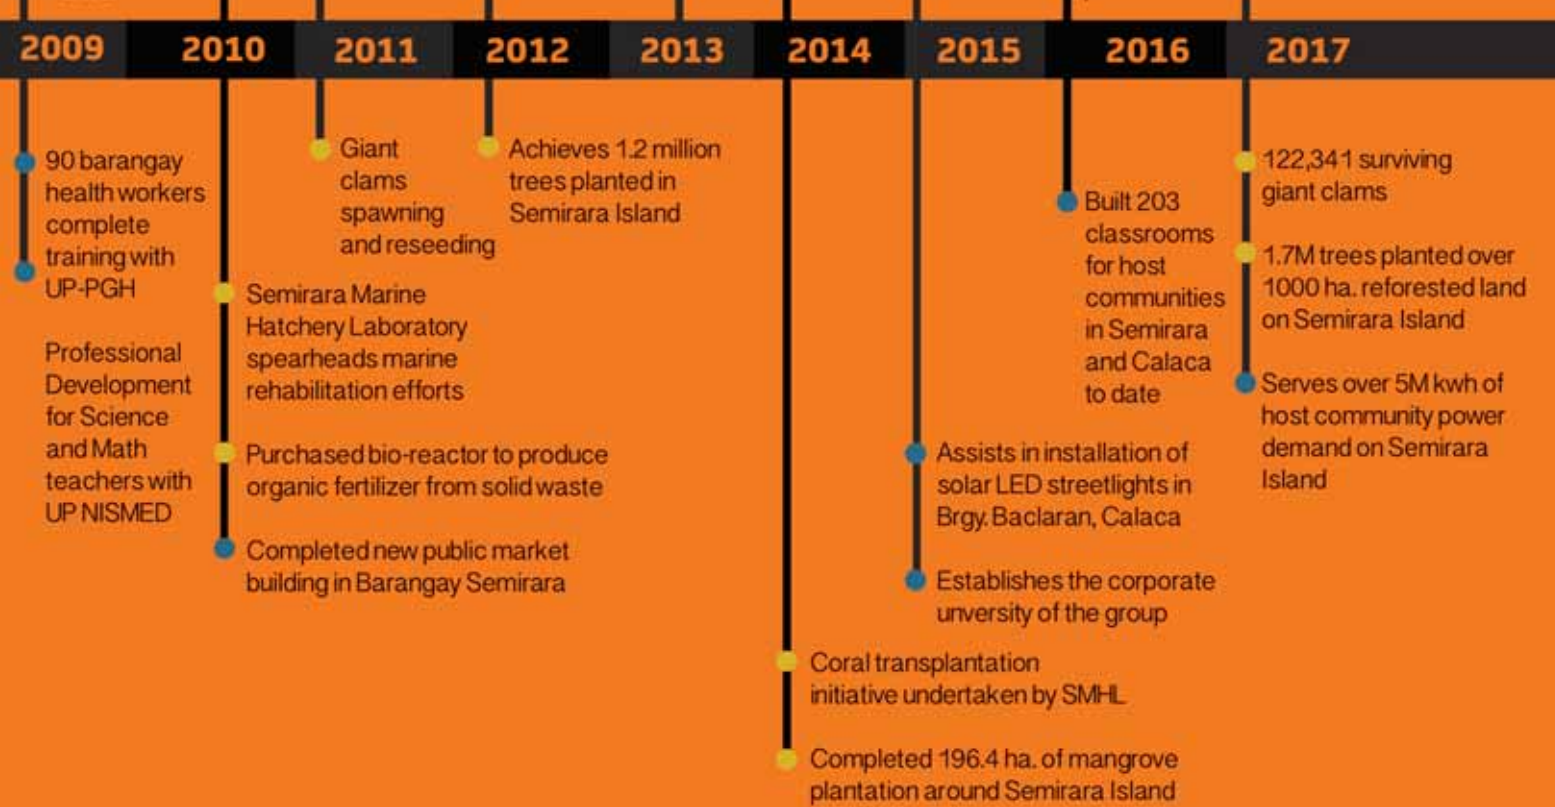 2009 2010 2011 2012 2013 2014 2015 2016 2017
90 barangay
health workers
complete
training with
UP-PGH
Professional
Development
for Science
and Math
teachers with
UP NISMED
Semirara Marine
Hatchery Laboratory
spearheads marine
rehabilitation efforts
Purchased bio-reactor to produce
organic fertilizer from solid waste
Completed new public market
building in Barangay Semirara
Giant
clams
spawning
and reseeding
Achieves 1.2 million
trees planted in
Semirara Island
Coral transplantation
initiative undertaken by SMHL
Completed 196.4 ha. of mangrove
plantation around Semirara Island
Assists in installation of
solar LED streetlights in
Brgy. Baclaran, Calaca
Establishes the corporate
unversity of the group
Built 203
classrooms
for host
communities
in Semirara
and Calaca
to date
122,341 surviving
giant clams
1.7M trees planted over
1000 ha. reforested land
on Semirara Island
Serves over 5M kwh of
host community power
demand on Semirara
Island